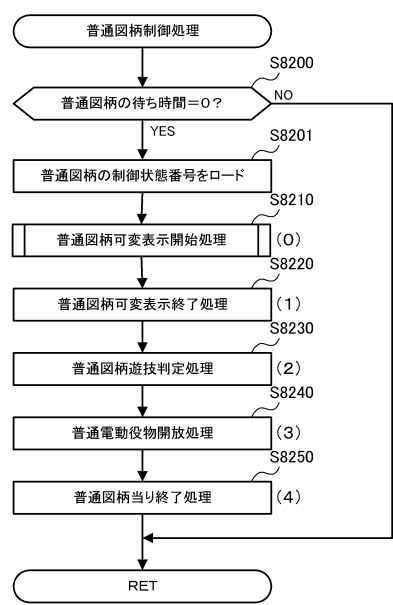 普通図柄制御処理
S8200
普通図柄の待ち時間=0?
NO
YES
S8201
普通図柄の制御状態番号をロード
S8210
普通図柄可変表示開始処理
(0)
S8220
普通図柄可変表示終了処理
(1)
S8230
普通図柄遊技判定処理
(2)
S8240
普通電動役物開放処理
(3)
S8250
普通図柄当り終了処理
(4)
RET